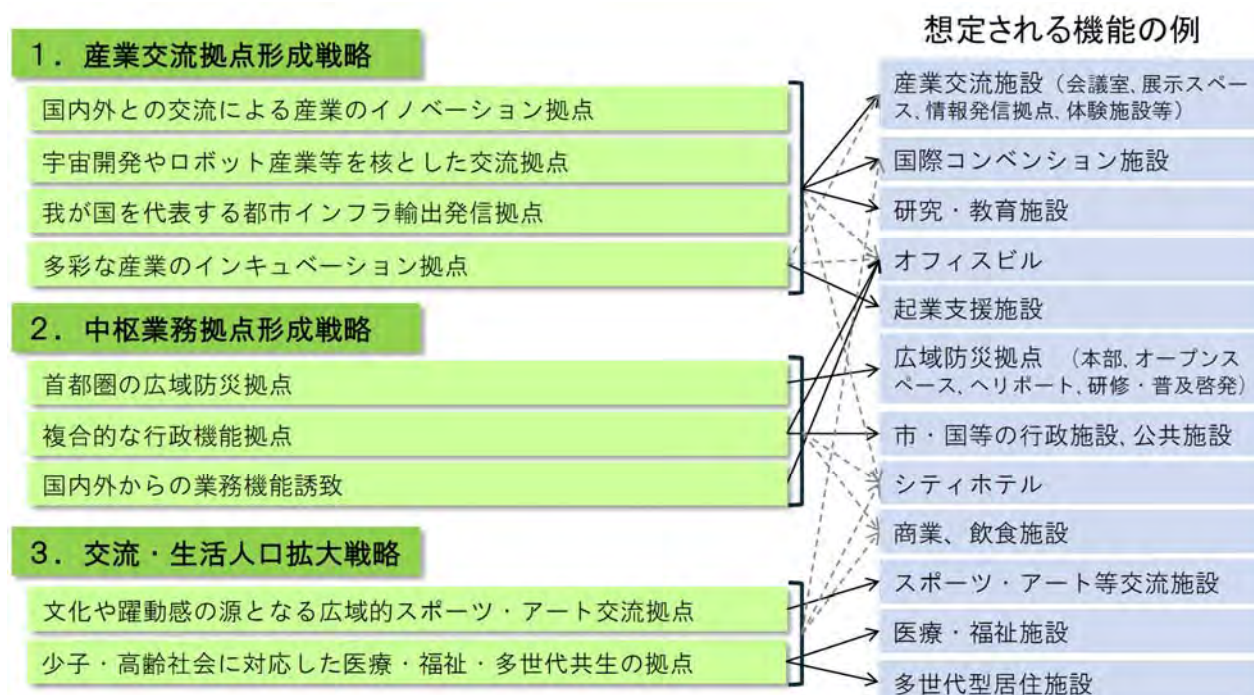 1．産業交流拠点形成戦略
国内外との交流による産業のイノベーション拠点
宇宙開発やロボット産業等を核とした交流拠点
我が国を代表する都市インフラ輸出発信拠点
多彩な産業のインキュベーション拠点
2．中枢業務拠点形成戦略
首都圏の広域防災拠点
複合的な行政機能拠点
国内外からの業務機能誘致
3．交流・生活人口拡大戦略
文化や躍動感の源となる広域的スポーツ・アート交流拠点
少子・高齢社会に対応した医療・福祉・多世代共生の拠点
想定される機能の例
産業交流施設（会議室、展示スペー
ス、情報発信拠点、体験施設等）
国際コンベンション施設
研究・教育施設
オフィスビル
起業支援施設
広域防災拠点　（本部、オープンス
ペース、ヘリポート、研修・普及啓発）
市・国等の行政施設、公共施設
シティホテル
商業、飲食施設
スポーツ・アート等交流施設
医療・福祉施設
多世代型居住施設